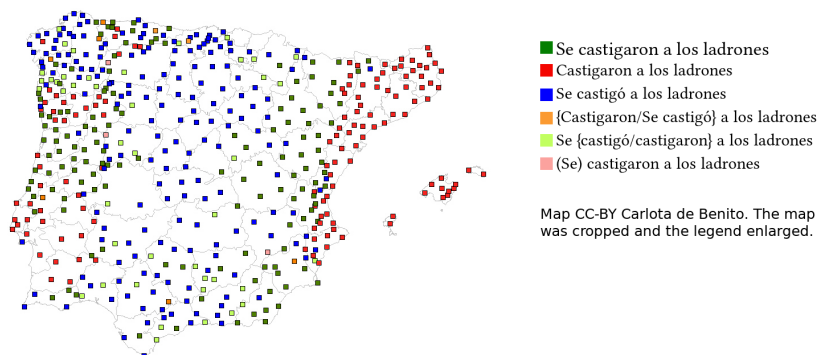 Se castigaron a los ladrones
Castigaron a los ladrones
Se castigó a los ladrones
{Castigaron/Se castigó} a los ladrones
Se {castigó/castigaron} a los ladrones
(Se) castigaron a los ladrones
Map CC-BY Carlota de Benito. The map
was cropped and the legend enlarged.